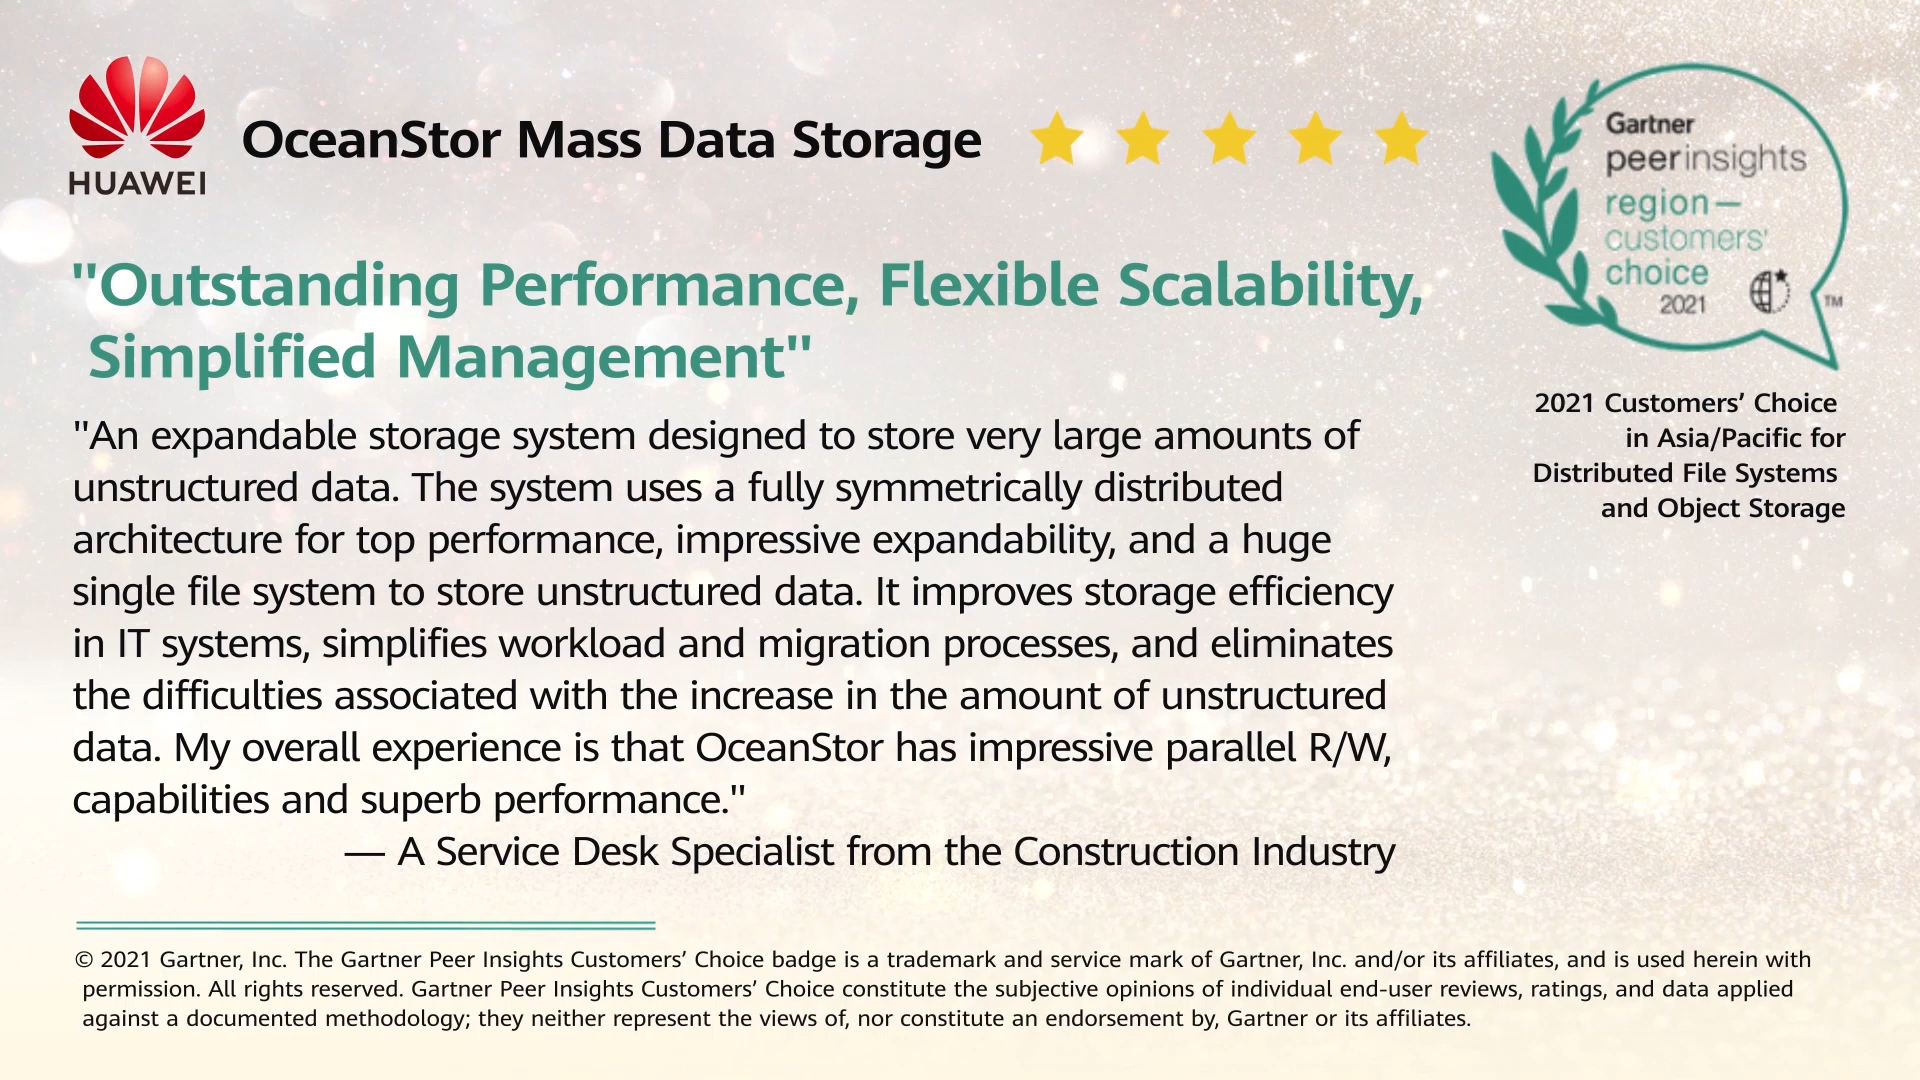 HUAWEI
OceanStor Mass Data Storage
"Outstanding Performance, Flexible Scalability,
Simplified Management"
"An expandable storage system designed to store very large amounts of
unstructured data. The system uses a fully symmetrically distributed
architecture for top performance, impressive expandability, and a huge
single file system to store unstructured data. It improves storage efficiency
in IT systems, simplifies workload and migration processes, and eliminates
the difficulties associated with the increase in the amount of unstructured
data. My overall experience is that OceanStor has impressive parallel R/W,
capabilities and superb performance."
— A Service Desk Specialist from the Construction Industry
Gartner
peerinsights
region—
customers'
choice
2021
TM
2021 Customers’ Choice
in Asia/Pacific for
Distributed File Systems
and Object Storage
© 2021 Gartner, Inc. The Gartner Peer Insights Customers’ Choice badge is a trademark and service mark of Gartner, Inc. and/or its affiliates, and is used herein with
permission. All rights reserved. Gartner Peer Insights Customers’ Choice constitute the subjective opinions of individual end-user reviews, ratings, and data applied
against a documented methodology; they neither represent the views of, nor constitute an endorsement by, Gartner or its affiliates.